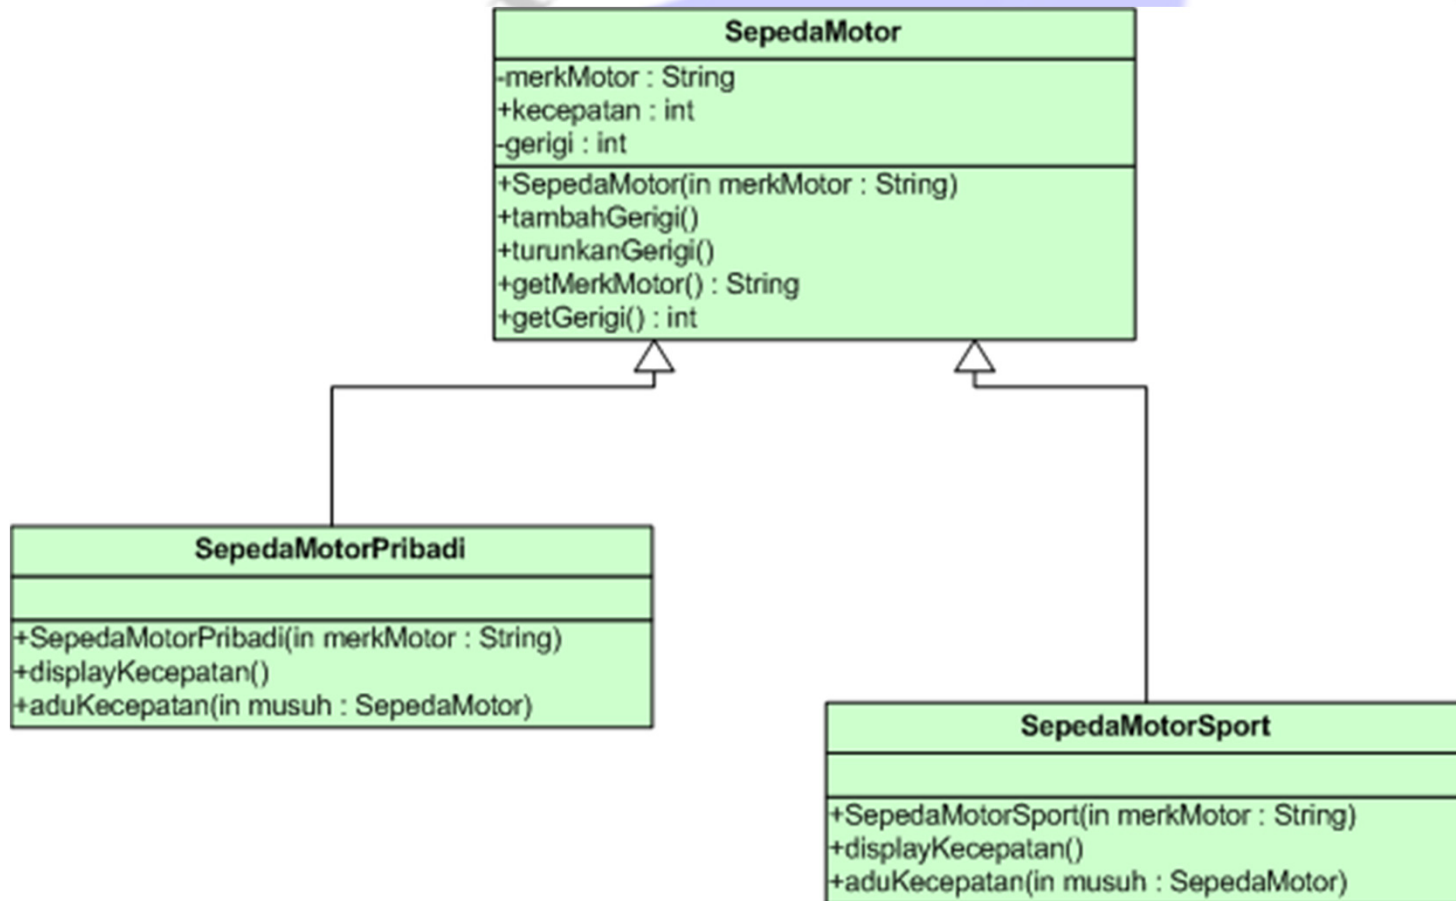 SepedaMotor
-merkMotor : String
+kecepatan : int
-gerigi : int
+SepedaMotor(in merkMotor : String)
+tambahGerigi()
+turunkanGerigi()
+getMerkMotor() : String
+getGerigi() : int
SepedaMotorPribadi
+SepedaMotorPribadi(in merkMotor : String)
+displayKecepatan()
+aduKecepatan(in musuh : SepedaMotor)
SepedaMotorSport
+SepedaMotorSport(in merkMotor : String)
+displayKecepatan()
+aduKecepatan(in musuh : SepedaMotor)